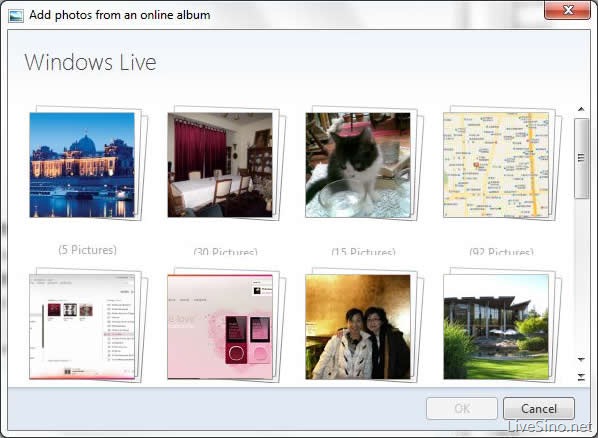 Add photos from an online album
Windows Live
(5 Pictures)
(30 Pictures)
(15 Pictures)
(92 Pictures)
e love
OK
Cancel
LiveSino.net